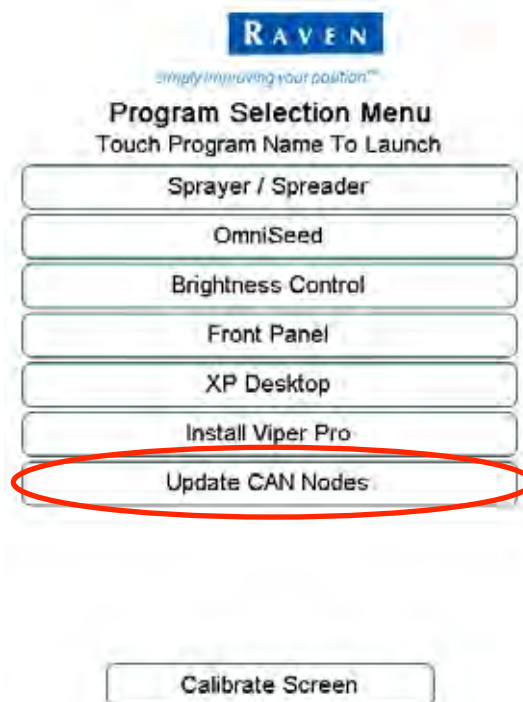 RAVEN
simply improving your position™
Program Selection Menu
Touch Program Name To Launch
Sprayer / Spreader
OmniSeed
Brightness Control
Front Panel
XP Desktop
Install Viper Pro
Update CAN Nodes
Calibrate Screen